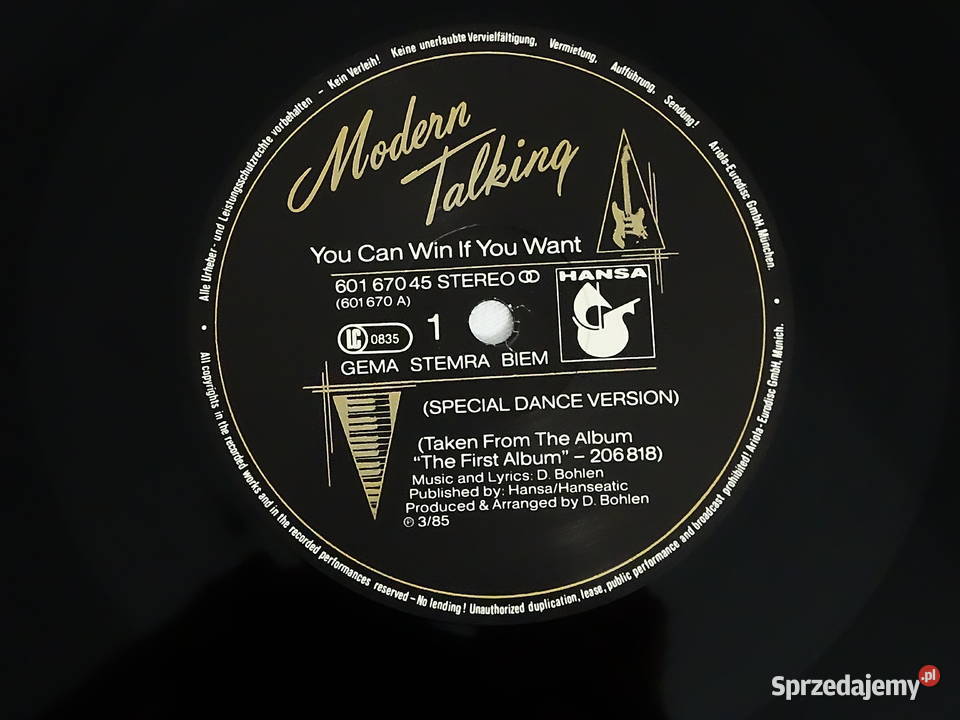 Alle Urheber- und Leistungsschutzrechte vorbehalten – Kein Verleih! Keine unerlaubte Vervielfältigung, Vermietung, Aufführung, Sendung! Ariola-Eurodisc GmbH, München.
Modern
Talking
You Can Win If You Want
601 670 45 STEREO
(601 670 A)
HANSA
LC 0835
1
GEMA STEMRA BIEM
(SPECIAL DANCE VERSION)
(Taken From The Album
"The First Album" – 206 818)
Music and Lyrics: D. Bohlen
Published by: Hansa/Hanseatic
Produced & Arranged by D. Bohlen
℗ 3/85
All copyrights in the recorded works and in the recorded performances reserved – No lending! Unauthorized duplication, lease, public performance and broadcast prohibited! Ariola-Eurodisc GmbH, Munich.
Sprzedajemy.pl